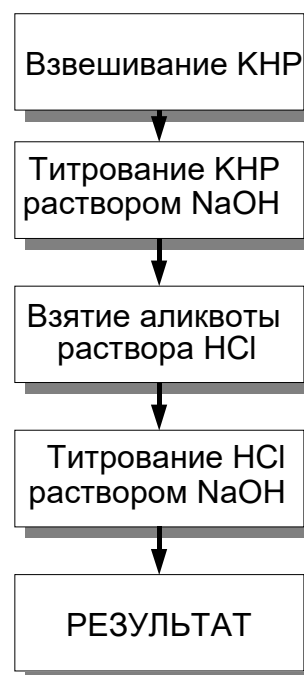 Взвешивание KHP
Титрование KHP
раствором NaOH
Взятие аликвоты
раствора HCl
Титрование HCl
раствором NaOH
РЕЗУЛЬТАТ